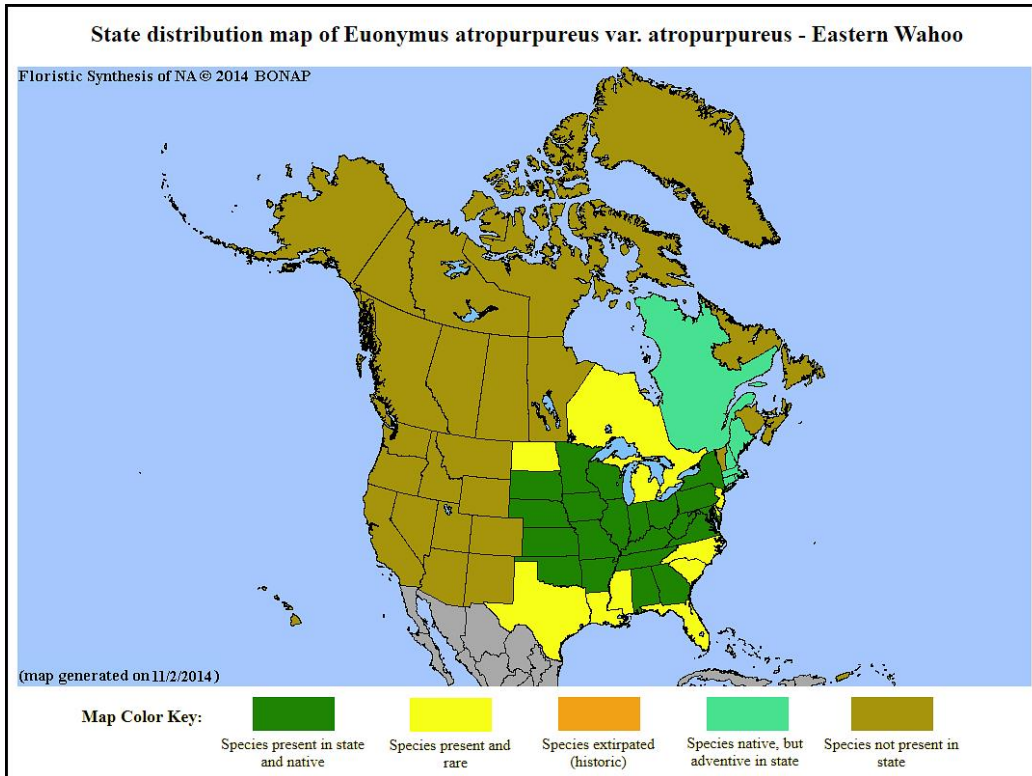 State distribution map of Euonymus atropurpureus var. atropurpureus - Eastern Wahoo
Floristic Synthesis of NA © 2014 BONAP
(map generated on 11/2/2014)
Map Color Key:
Species present in state
and native
Species present and
rare
Species extirpated
(historic)
Species native, but
adventive in state
Species not present in
state